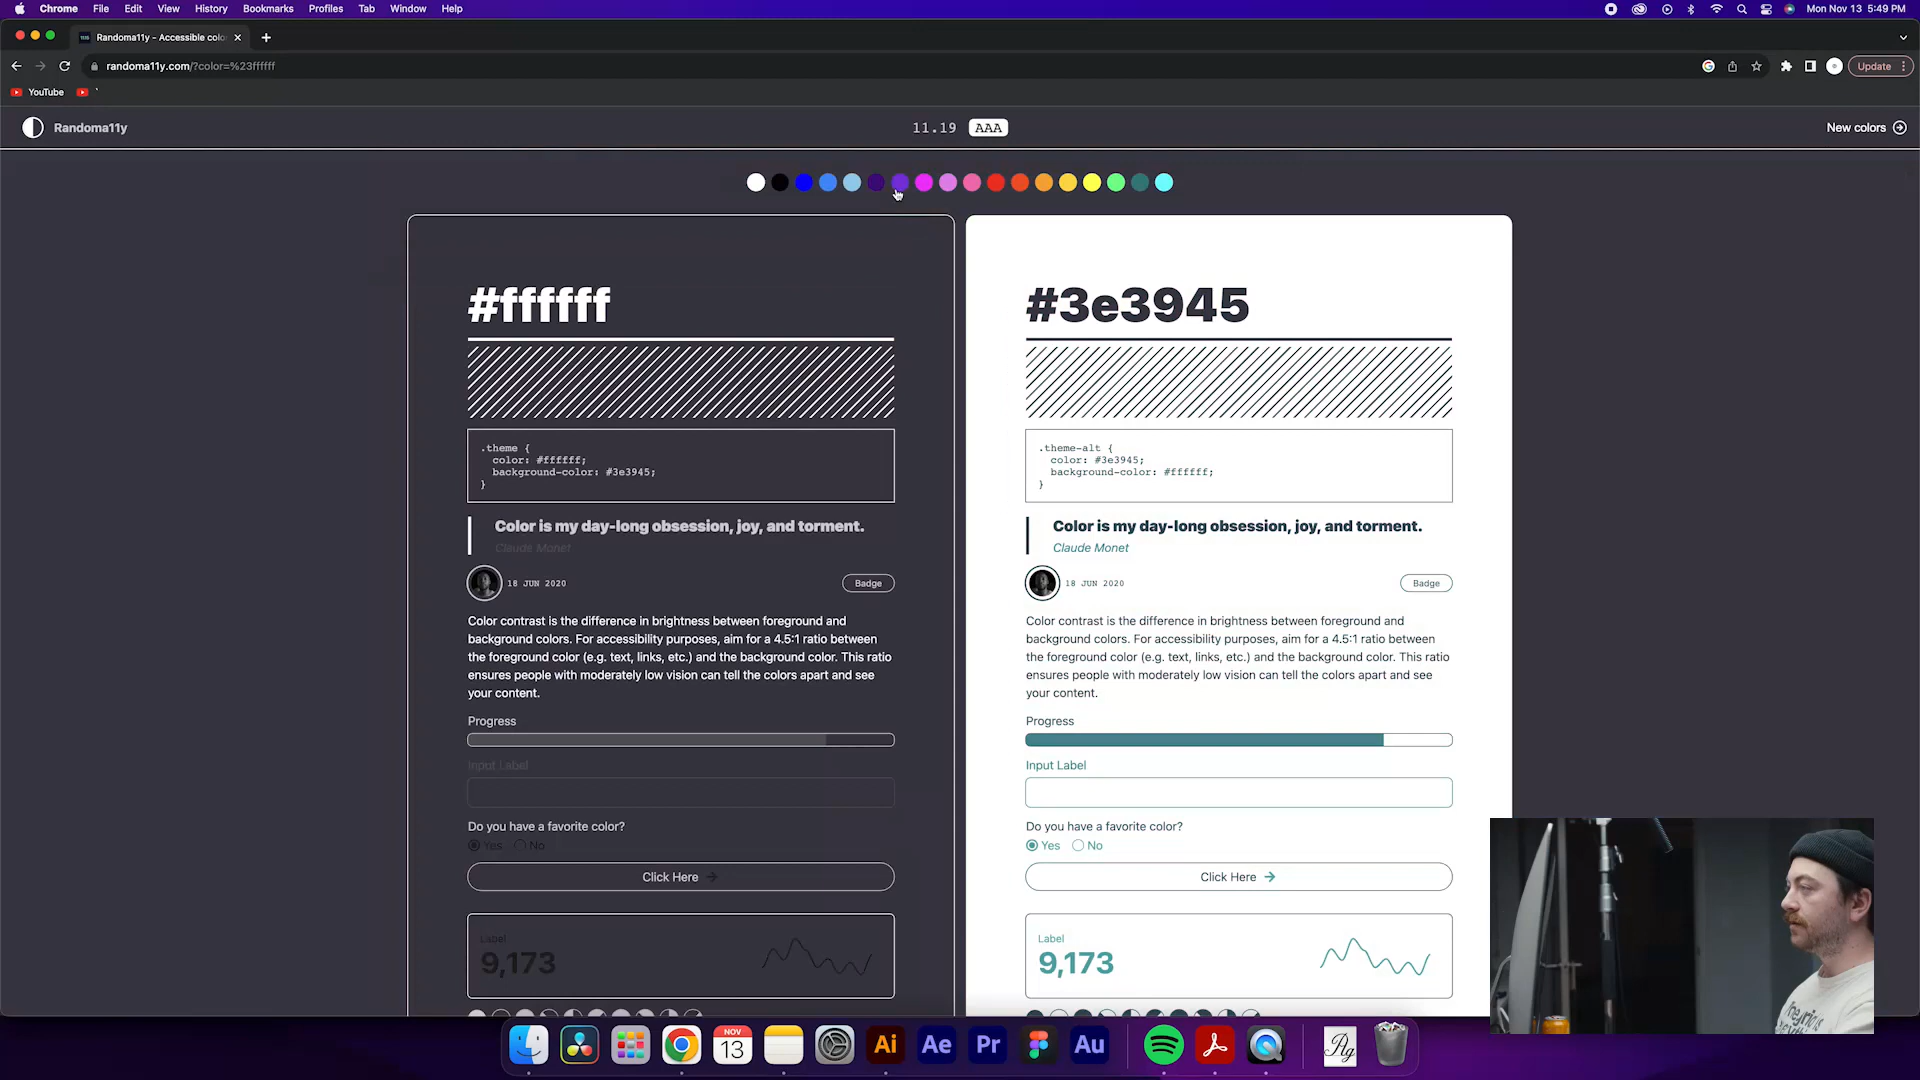 Chrome File Edit View History Bookmarks Profiles Tab Window Help
Mon Nov 13 5:49 PM
Randoma11y - Accessible colo
randoma11y.com/?color=%23ffffff
Update
YouTube
Randoma11y
11.19 AAA
New colors
#ffffff
.theme {
color: #ffffff;
background-color: #3e3945;
}
Color is my day-long obsession, joy, and torment.
Claude Monet
18 JUN 2020
Badge
Color contrast is the difference in brightness between foreground and
background colors. For accessibility purposes, aim for a 4.5:1 ratio between
the foreground color (e.g. text, links, etc.) and the background color. This ratio
ensures people with moderately low vision can tell the colors apart and see
your content.
Progress
Input Label
Do you have a favorite color?
Yes No
Click Here →
Label
9,173
#3e3945
.theme-alt {
color: #3e3945;
background-color: #ffffff;
}
Color is my day-long obsession, joy, and torment.
Claude Monet
18 JUN 2020
Badge
Color contrast is the difference in brightness between foreground and
background colors. For accessibility purposes, aim for a 4.5:1 ratio between
the foreground color (e.g. text, links, etc.) and the background color. This ratio
ensures people with moderately low vision can tell the colors apart and see
your content.
Progress
Input Label
Do you have a favorite color?
Yes No
Click Here →
Label
9,173
NOV
13
Ai
Ae
Pr
Au